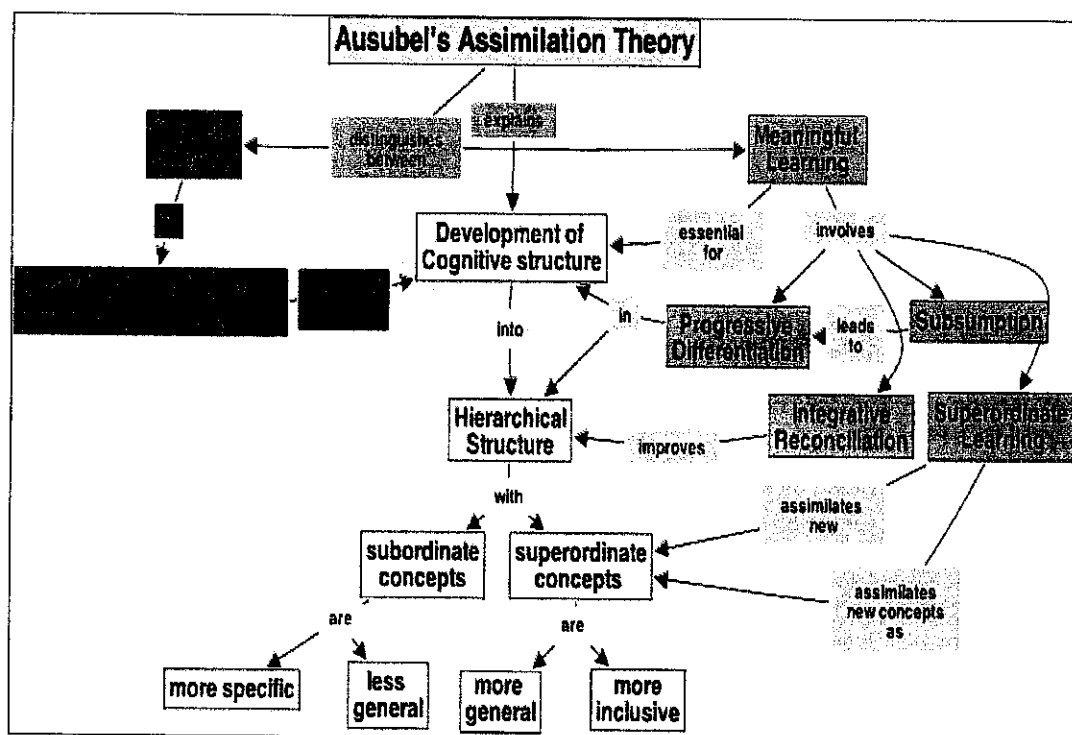 Ausubel's Assimilation Theory
explains
distinguishes
between
Meaningful
Learning
Development of
Cognitive structure
essential
for
involves
into
in
Progressive
Differentiation
leads
to
Subsumption
Hierarchical
Structure
improves
Integrative
Reconciliation
Superordinate
Learning
with
assimilates
new
subordinate
concepts
superordinate
concepts
assimilates
new concepts
as
are
are
more specific
less
general
more
general
more
inclusive